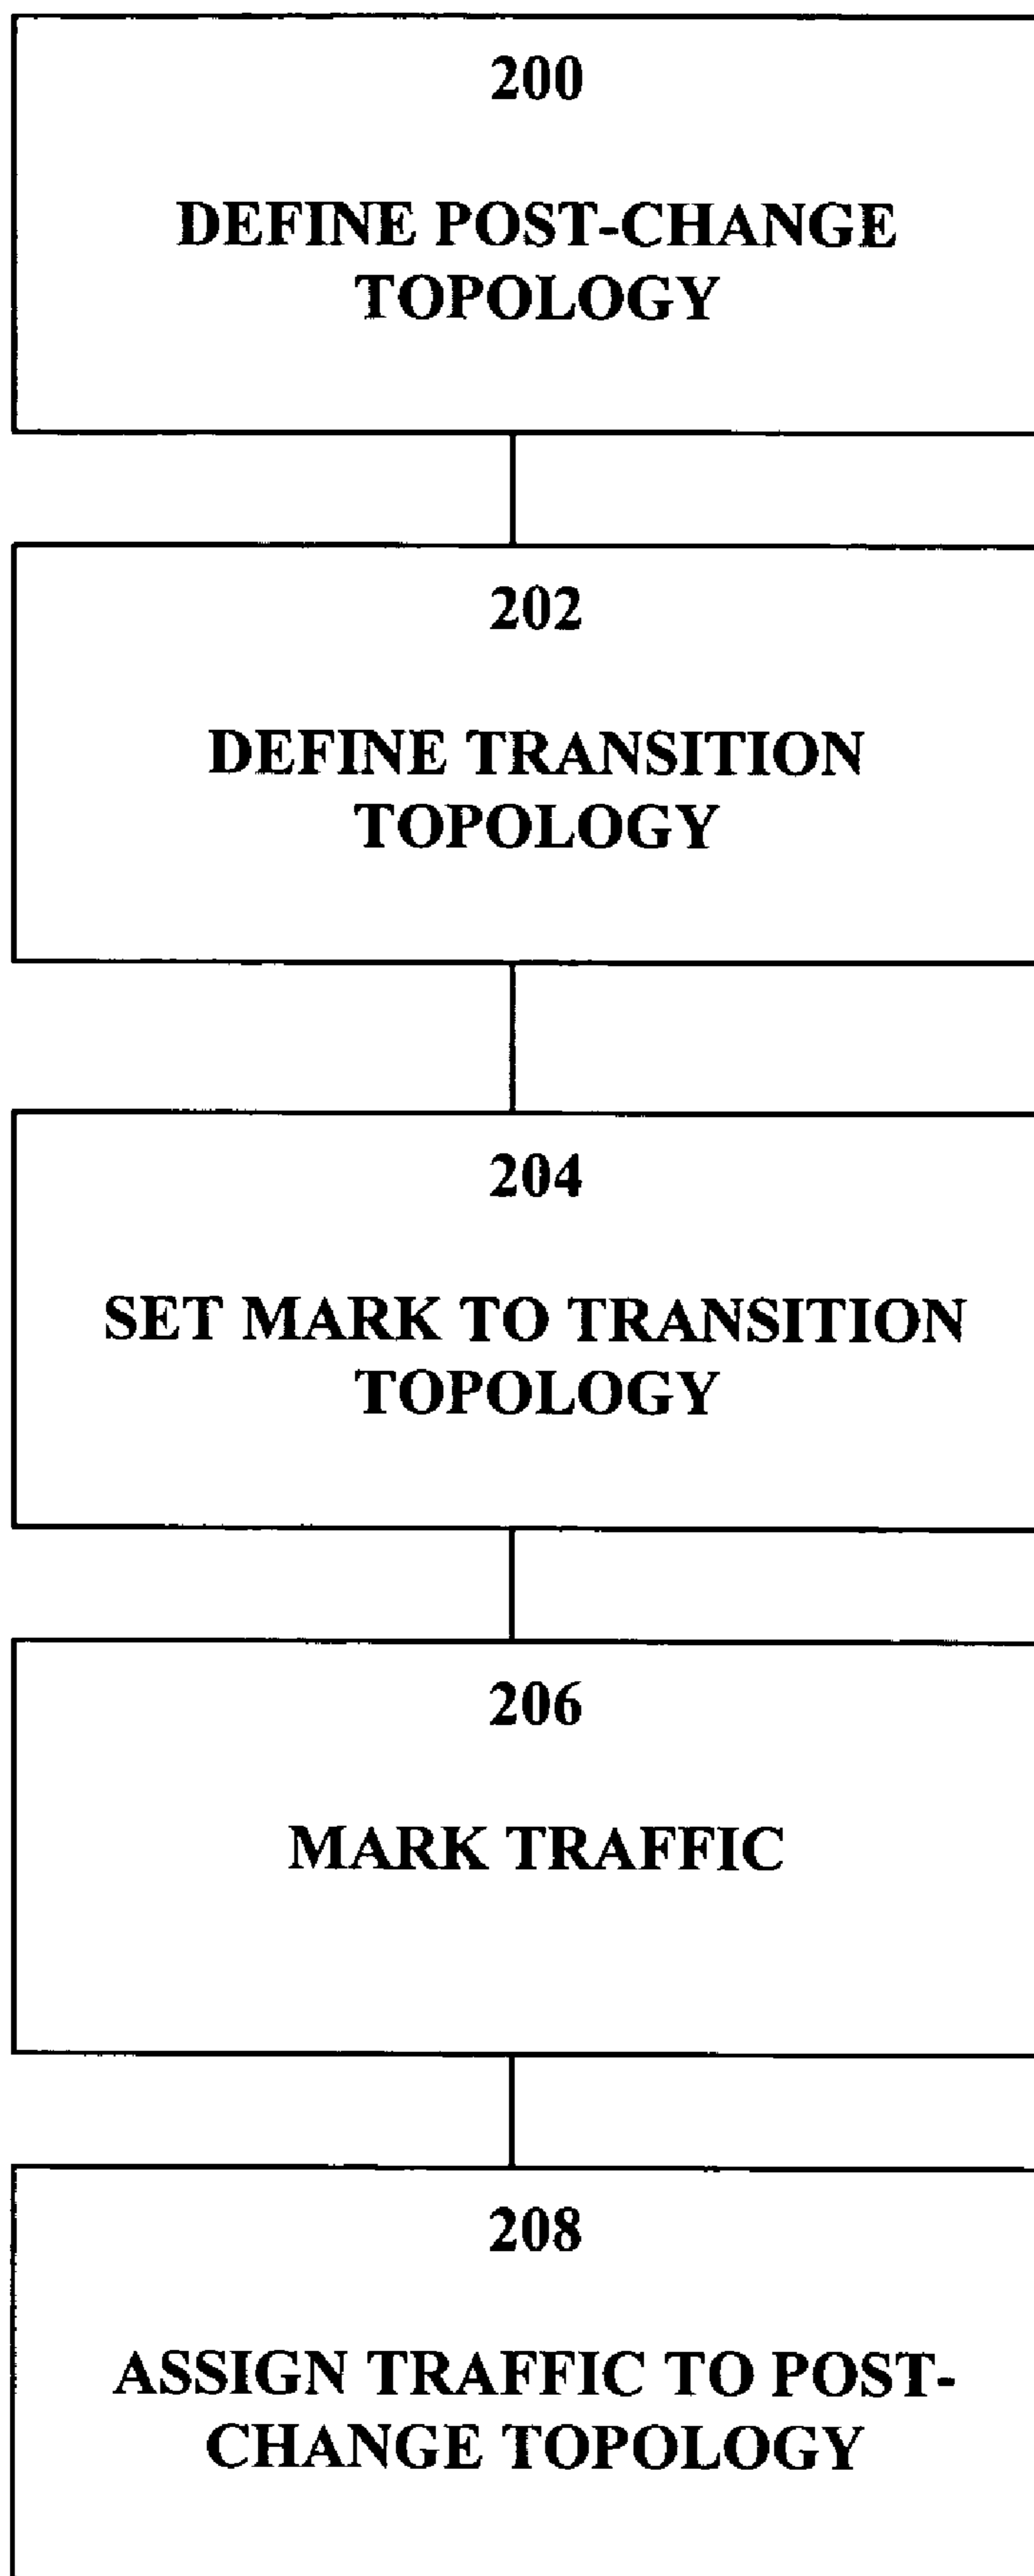 200
DEFINE POST-CHANGE
TOPOLOGY
202
DEFINE TRANSITION
TOPOLOGY
204
SET MARK TO TRANSITION
TOPOLOGY
206
MARK TRAFFIC
208
ASSIGN TRAFFIC TO POST-
CHANGE TOPOLOGY